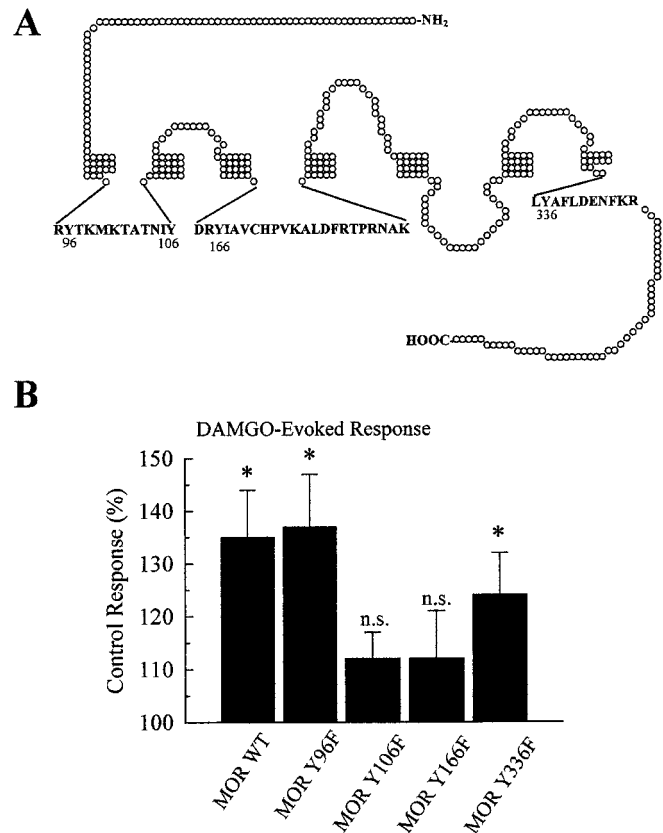 A
-NH2
RYTKMKTATNIY DRYIAVCHPVKALDFRTPRNAK LYAFLDENFKR
96 106 166 336
HOOC-
B
DAMGO-Evoked Response
Control Response (%)
150
140
130
120
110
100
*
*
n.s.
n.s.
*
MOR WT
MOR Y96F
MOR Y106F
MOR Y166F
MOR Y336F